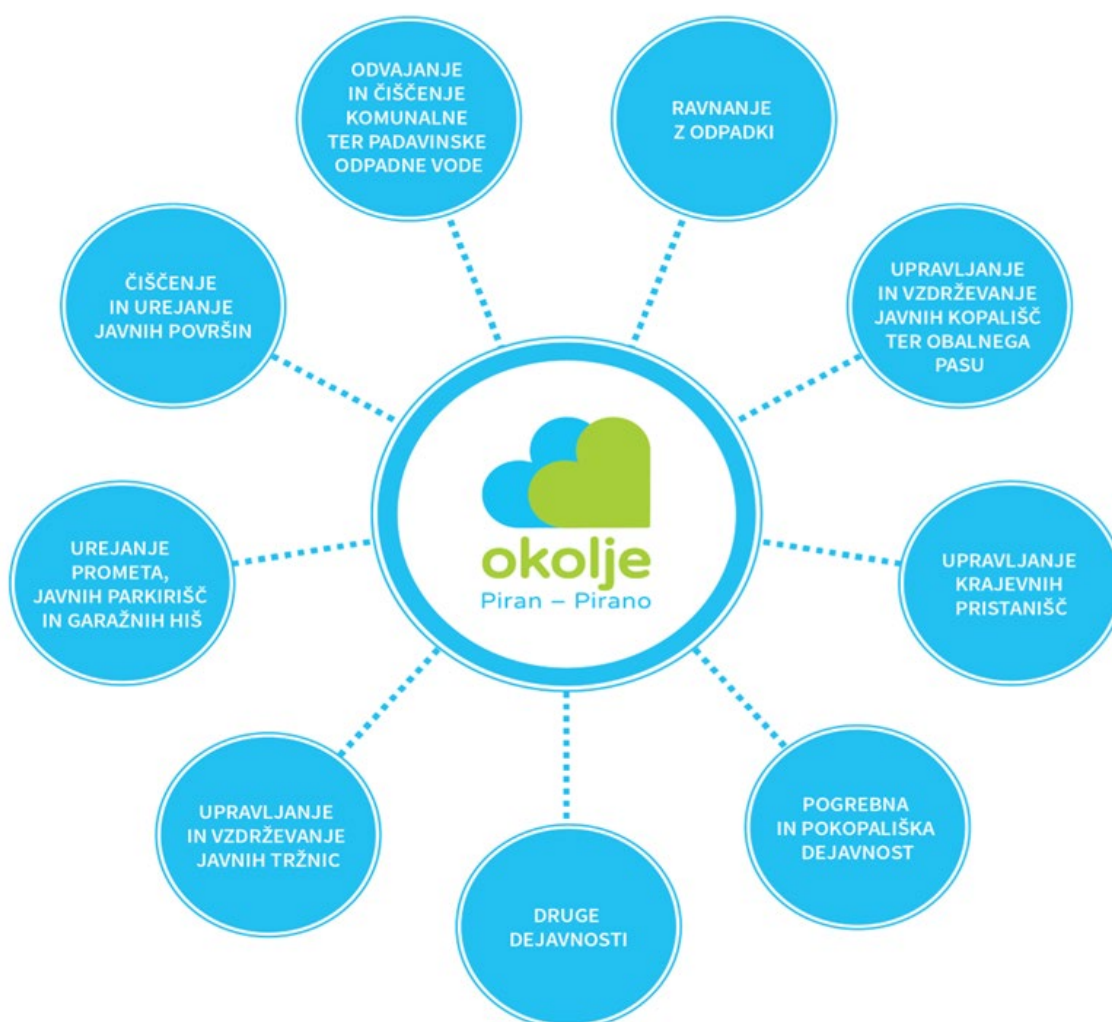 ODVAJANJE
IN ČIŠČENJE
KOMUNALNE
TER PADAVINSKE
ODPADNE VODE
RAVNANJE
Z ODPADKI
ČIŠČENJE
IN UREJANJE
JAVNIH POVRŠIN
UPRAVLJANJE
IN VZDRŽEVANJE
JAVNIH KOPALIŠČ
TER OBALNEGA
PASU
okolje
Piran – Pirano
UREJANJE
PROMETA,
JAVNIH PARKIRIŠČ
IN GARAŽNIH HIŠ
UPRAVLJANJE
KRAJEVNIH
PRISTANIŠČ
UPRAVLJANJE
IN VZDRŽEVANJE
JAVNIH TRŽNIC
POGREBNA
IN POKOPALIŠKA
DEJAVNOST
DRUGE
DEJAVNOSTI